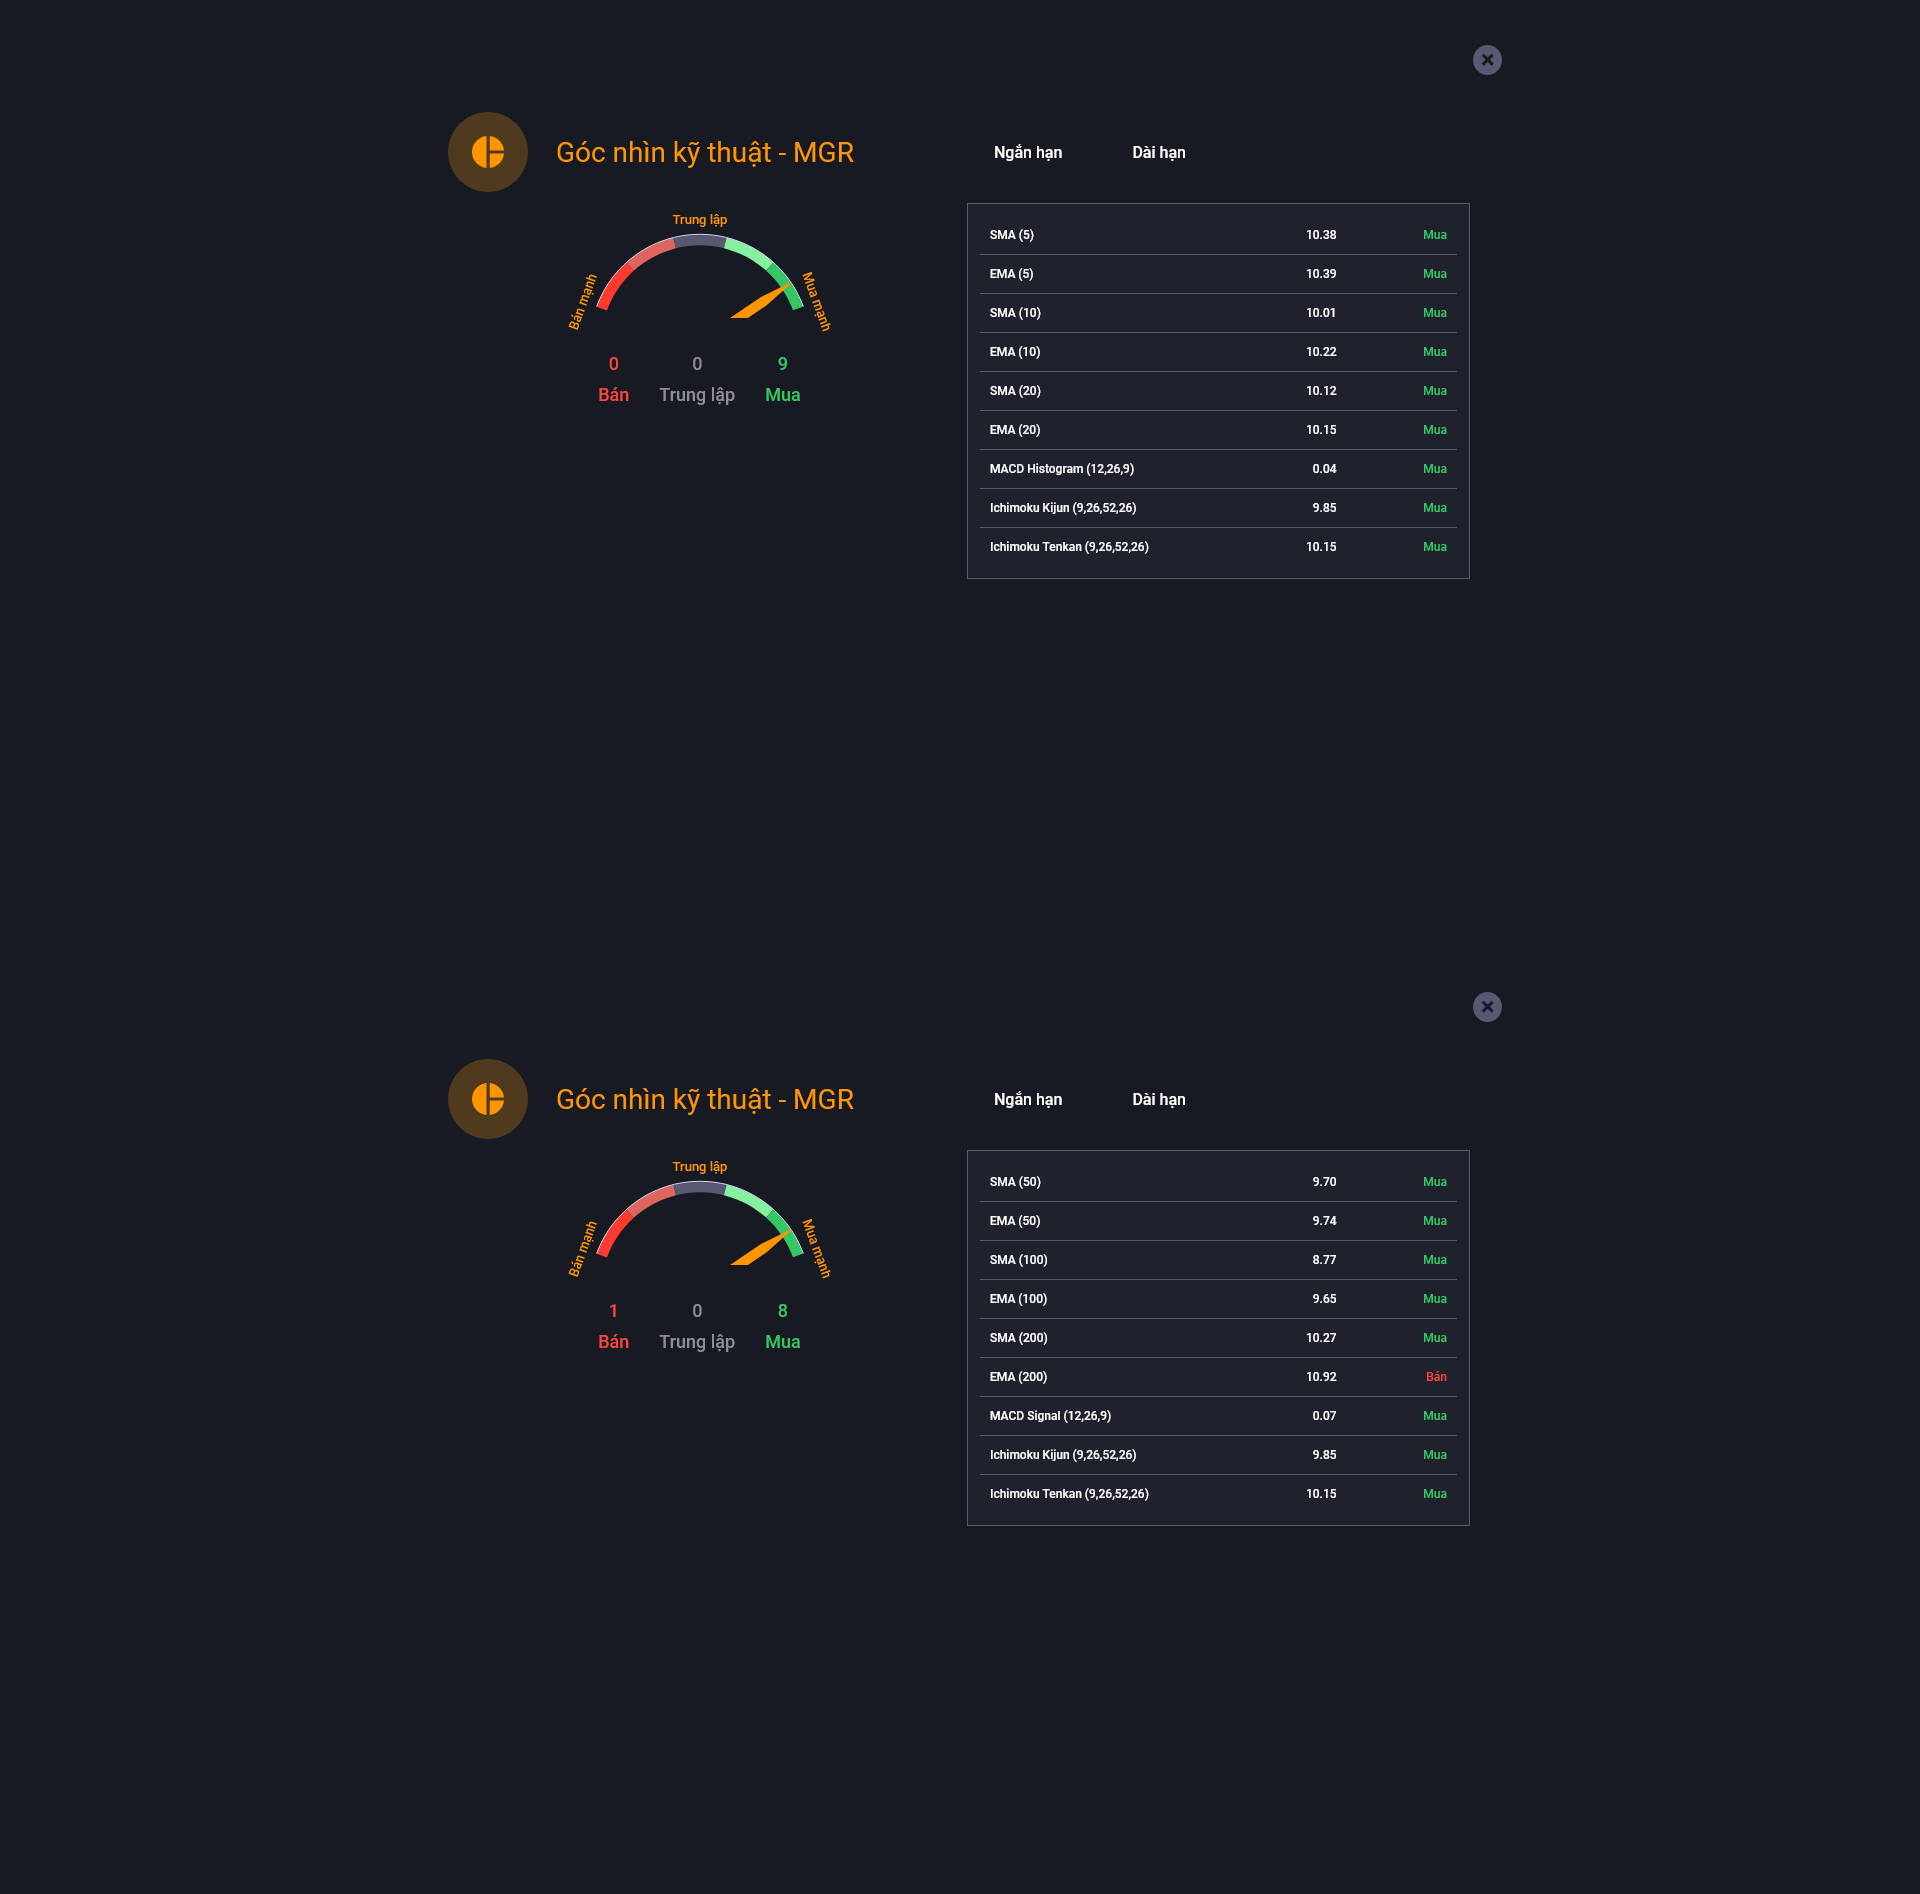 Góc nhìn kỹ thuật - MGR
Ngắn hạn Dài hạn
Trung lập
Bán mạnh
Mua mạnh
0 0 9
Bán Trung lập Mua
SMA (5) 10.38 Mua
EMA (5) 10.39 Mua
SMA (10) 10.01 Mua
EMA (10) 10.22 Mua
SMA (20) 10.12 Mua
EMA (20) 10.15 Mua
MACD Histogram (12,26,9) 0.04 Mua
Ichimoku Kijun (9,26,52,26) 9.85 Mua
Ichimoku Tenkan (9,26,52,26) 10.15 Mua
Góc nhìn kỹ thuật - MGR
Ngắn hạn Dài hạn
Trung lập
Bán mạnh
Mua mạnh
1 0 8
Bán Trung lập Mua
SMA (50) 9.70 Mua
EMA (50) 9.74 Mua
SMA (100) 8.77 Mua
EMA (100) 9.65 Mua
SMA (200) 10.27 Mua
EMA (200) 10.92 Bán
MACD Signal (12,26,9) 0.07 Mua
Ichimoku Kijun (9,26,52,26) 9.85 Mua
Ichimoku Tenkan (9,26,52,26) 10.15 Mua